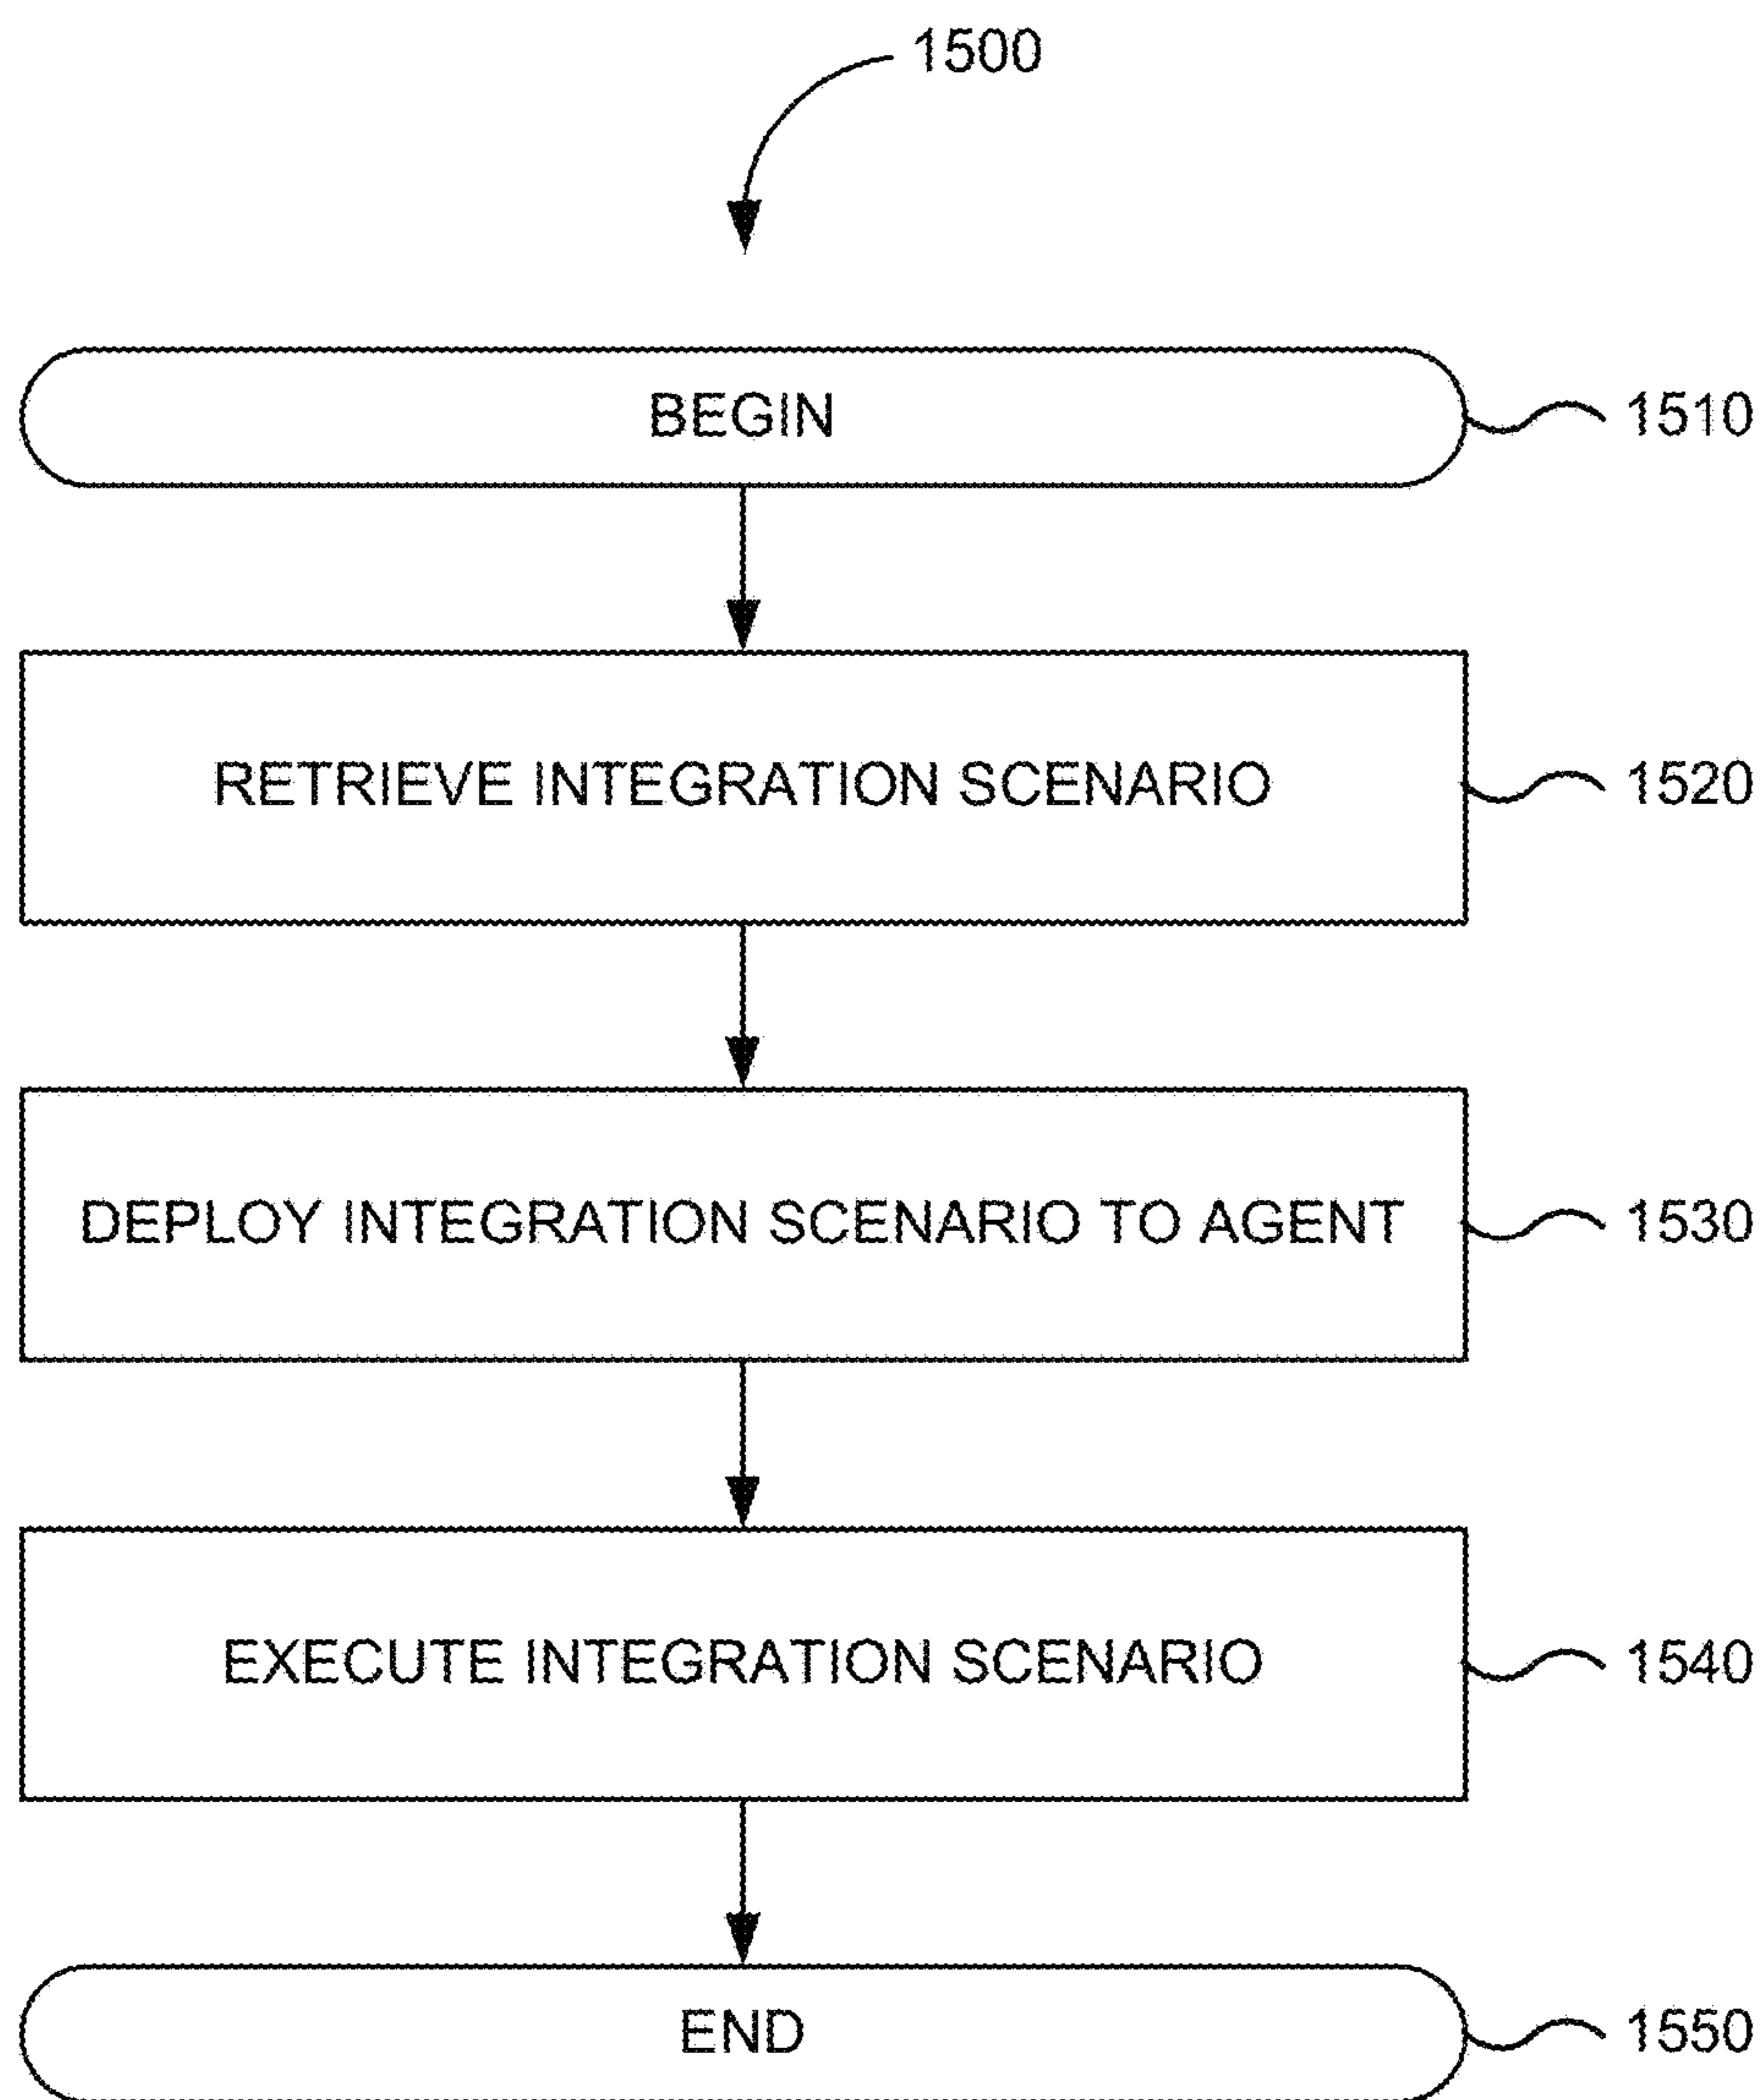 1500
BEGIN
1510
RETRIEVE INTEGRATION SCENARIO
1520
DEPLOY INTEGRATION SCENARIO TO AGENT
1530
EXECUTE INTEGRATION SCENARIO
1540
END
1550